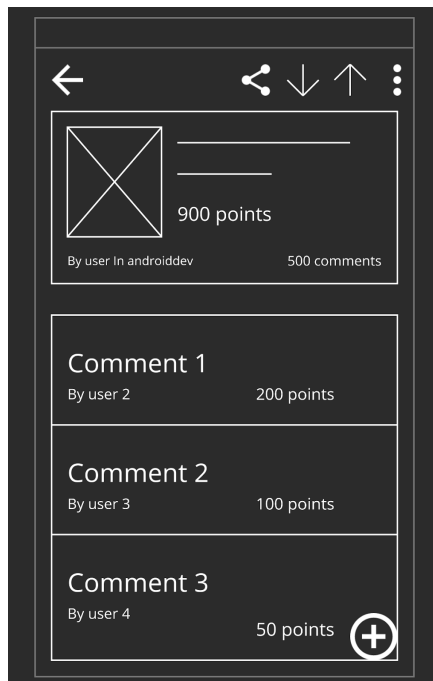 900 points
By user In androiddev 500 comments
Comment 1
By user 2 200 points
Comment 2
By user 3 100 points
Comment 3
By user 4
50 points